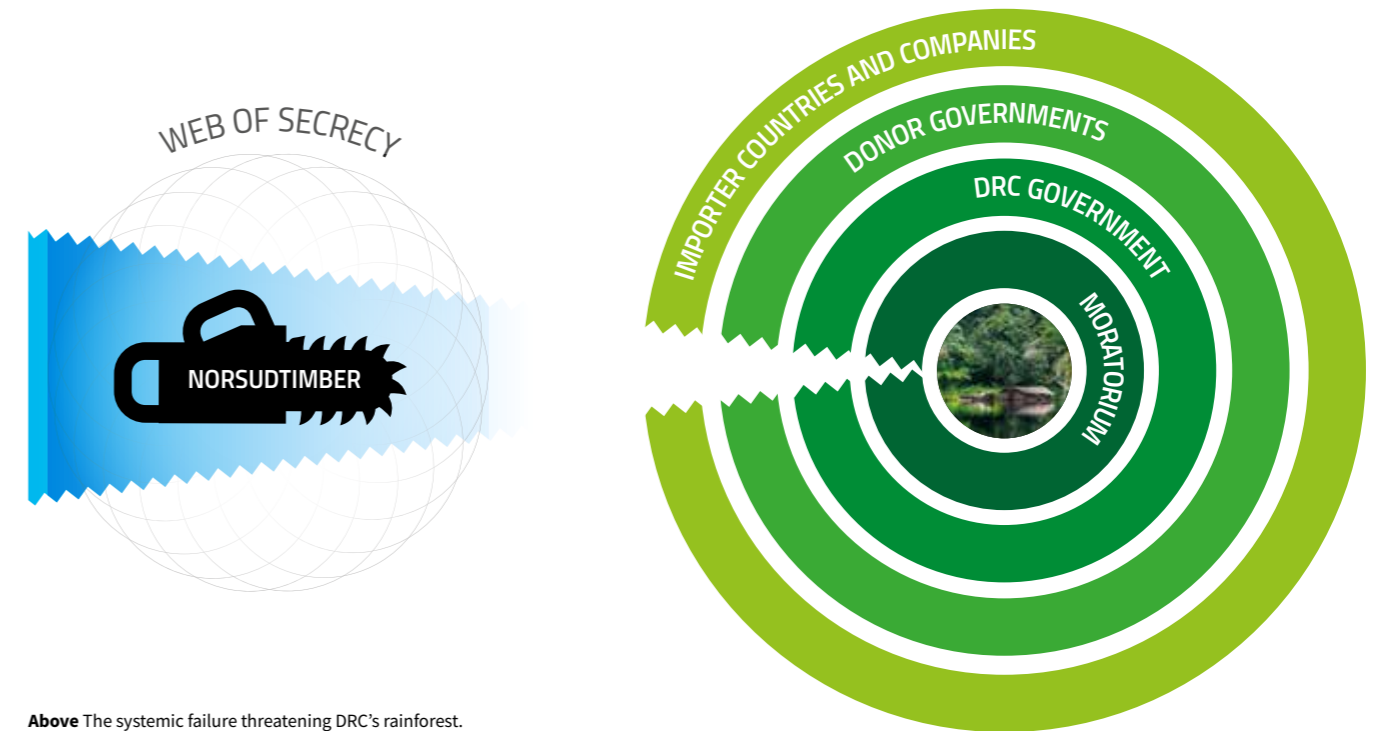 WEB OF SECRECY
NORSUDTIMBER
IMPORTER COUNTRIES AND COMPANIES
DONOR GOVERNMENTS
DRC GOVERNMENT
MORATORIUM
Above The systemic failure threatening DRC’s rainforest.